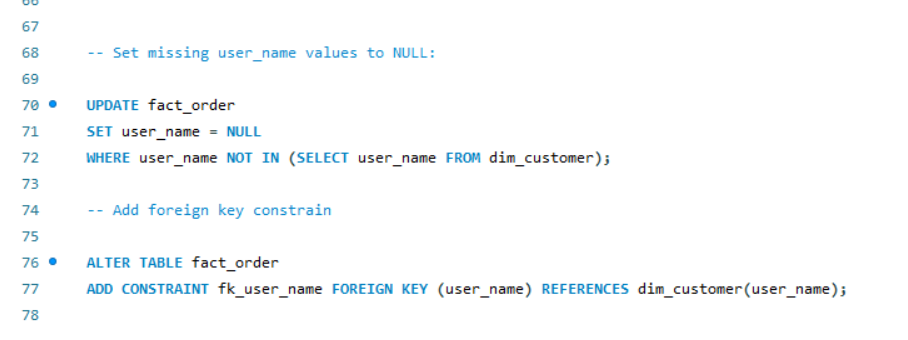 66
67
68 -- Set missing user_name values to NULL:
69
70 UPDATE fact_order
71 SET user_name = NULL
72 WHERE user_name NOT IN (SELECT user_name FROM dim_customer);
73
74 -- Add foreign key constrain
75
76 ALTER TABLE fact_order
77 ADD CONSTRAINT fk_user_name FOREIGN KEY (user_name) REFERENCES dim_customer(user_name);
78